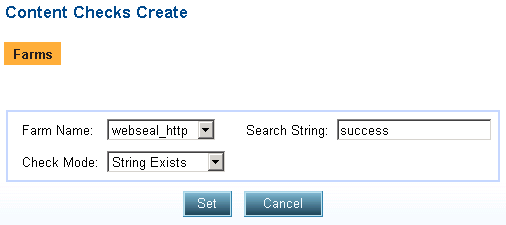 Content Checks Create
Farms
Farm Name: webseal_http Search String: success
Check Mode: String Exists
Set Cancel